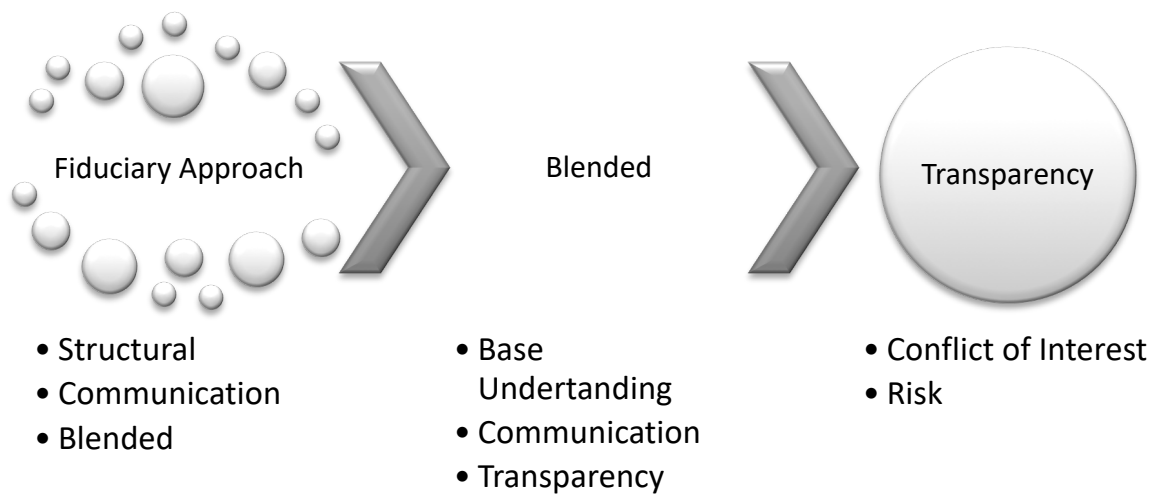 Fiduciary Approach
Blended
Transparency
• Structural
• Communication
• Blended
• Base
Undertanding
• Communication
• Transparency
• Conflict of Interest
• Risk